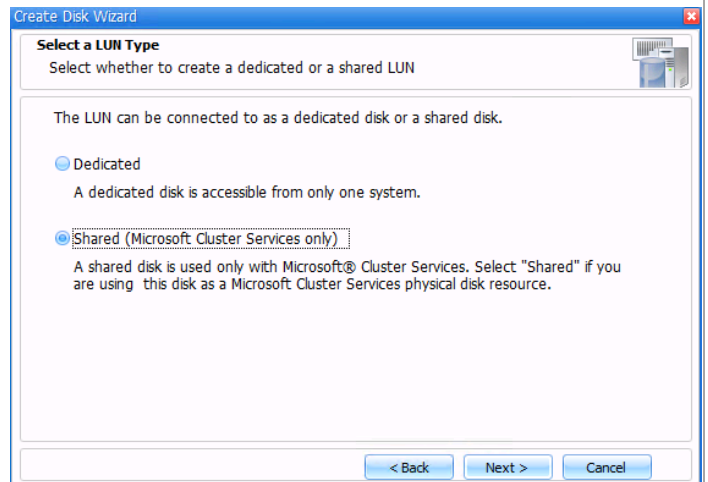 Create Disk Wizard
Select a LUN Type
Select whether to create a dedicated or a shared LUN
The LUN can be connected to as a dedicated disk or a shared disk.
Dedicated
A dedicated disk is accessible from only one system.
Shared (Microsoft Cluster Services only)
A shared disk is used only with Microsoft® Cluster Services. Select "Shared" if you
are using this disk as a Microsoft Cluster Services physical disk resource.
< Back Next > Cancel